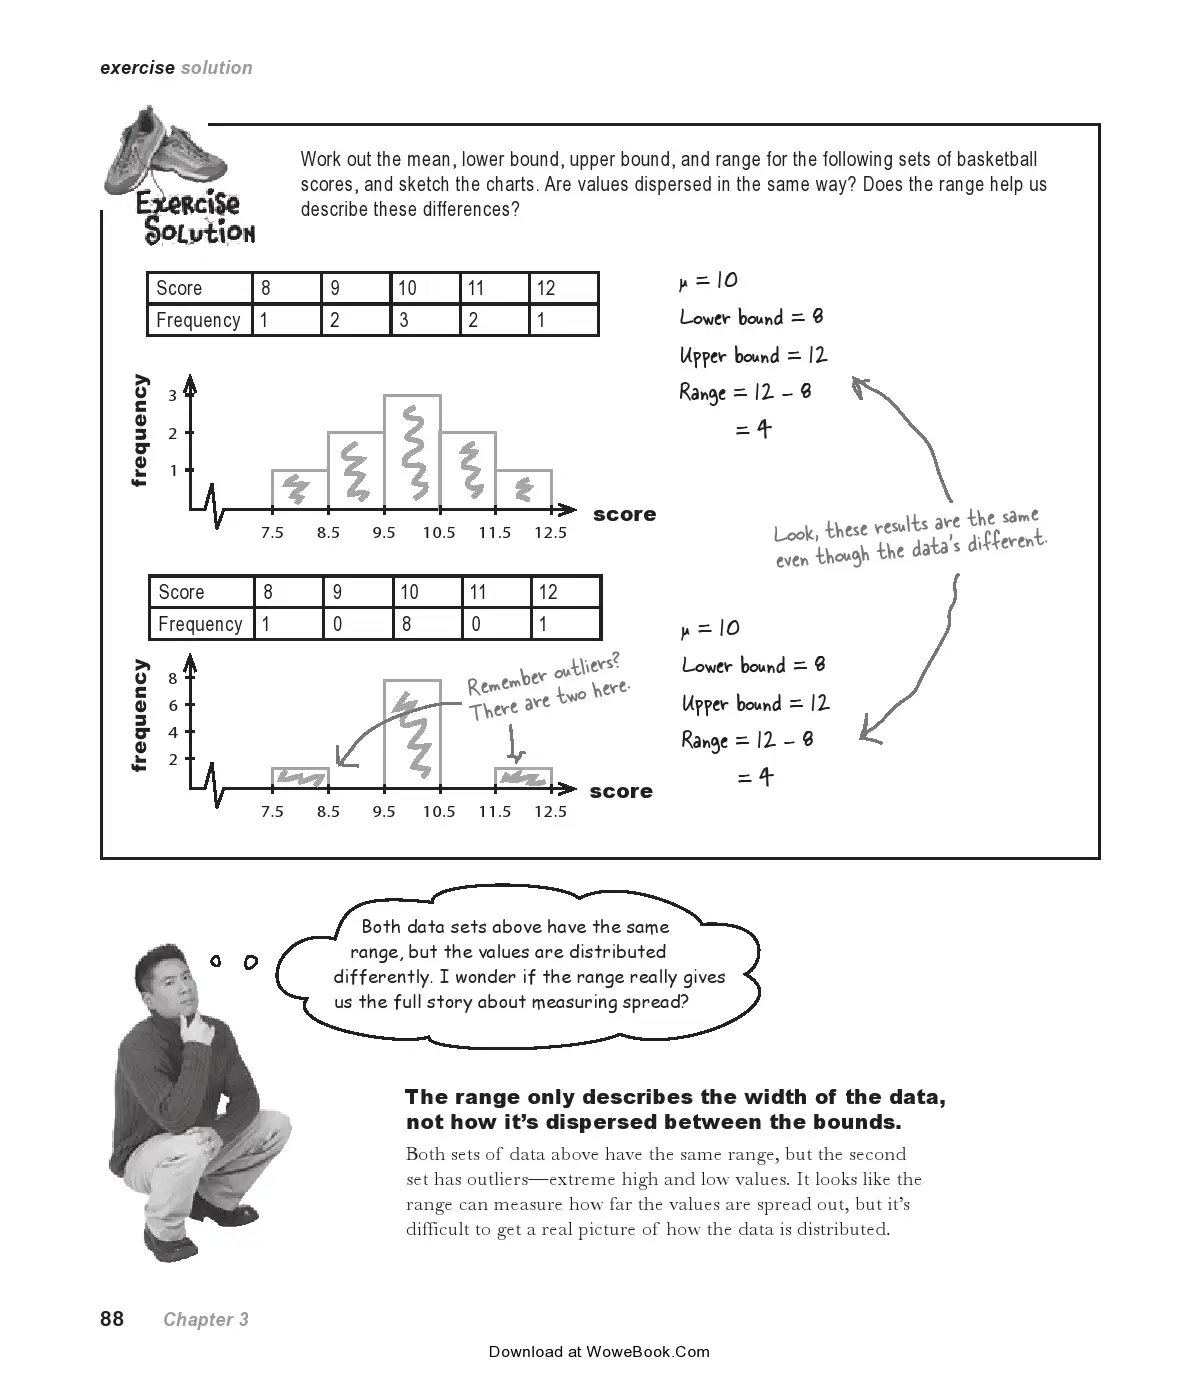 exercise solution
Exercise
Solution
Work out the mean, lower bound, upper bound, and range for the following sets of basketball
scores, and sketch the charts. Are values dispersed in the same way? Does the range help us
describe these differences?
Score 8 9 10 11 12
Frequency 1 2 3 2 1
μ = 10
Lower bound = 8
Upper bound = 12
Range = 12 - 8
= 4
frequency
3
2
1
7.5 8.5 9.5 10.5 11.5 12.5
score
Look, these results are the same
even though the data's different.
Score 8 9 10 11 12
Frequency 1 0 8 0 1
frequency
8
6
4
2
Remember outliers?
There are two here.
7.5 8.5 9.5 10.5 11.5 12.5
score
μ = 10
Lower bound = 8
Upper bound = 12
Range = 12 - 8
= 4
Both data sets above have the same
range, but the values are distributed
differently. I wonder if the range really gives
us the full story about measuring spread?
The range only describes the width of the data,
not how it's dispersed between the bounds.
Both sets of data above have the same range, but the second
set has outliers—extreme high and low values. It looks like the
range can measure how far the values are spread out, but it's
difficult to get a real picture of how the data is distributed.
88 Chapter 3
Download at WoweBook.Com